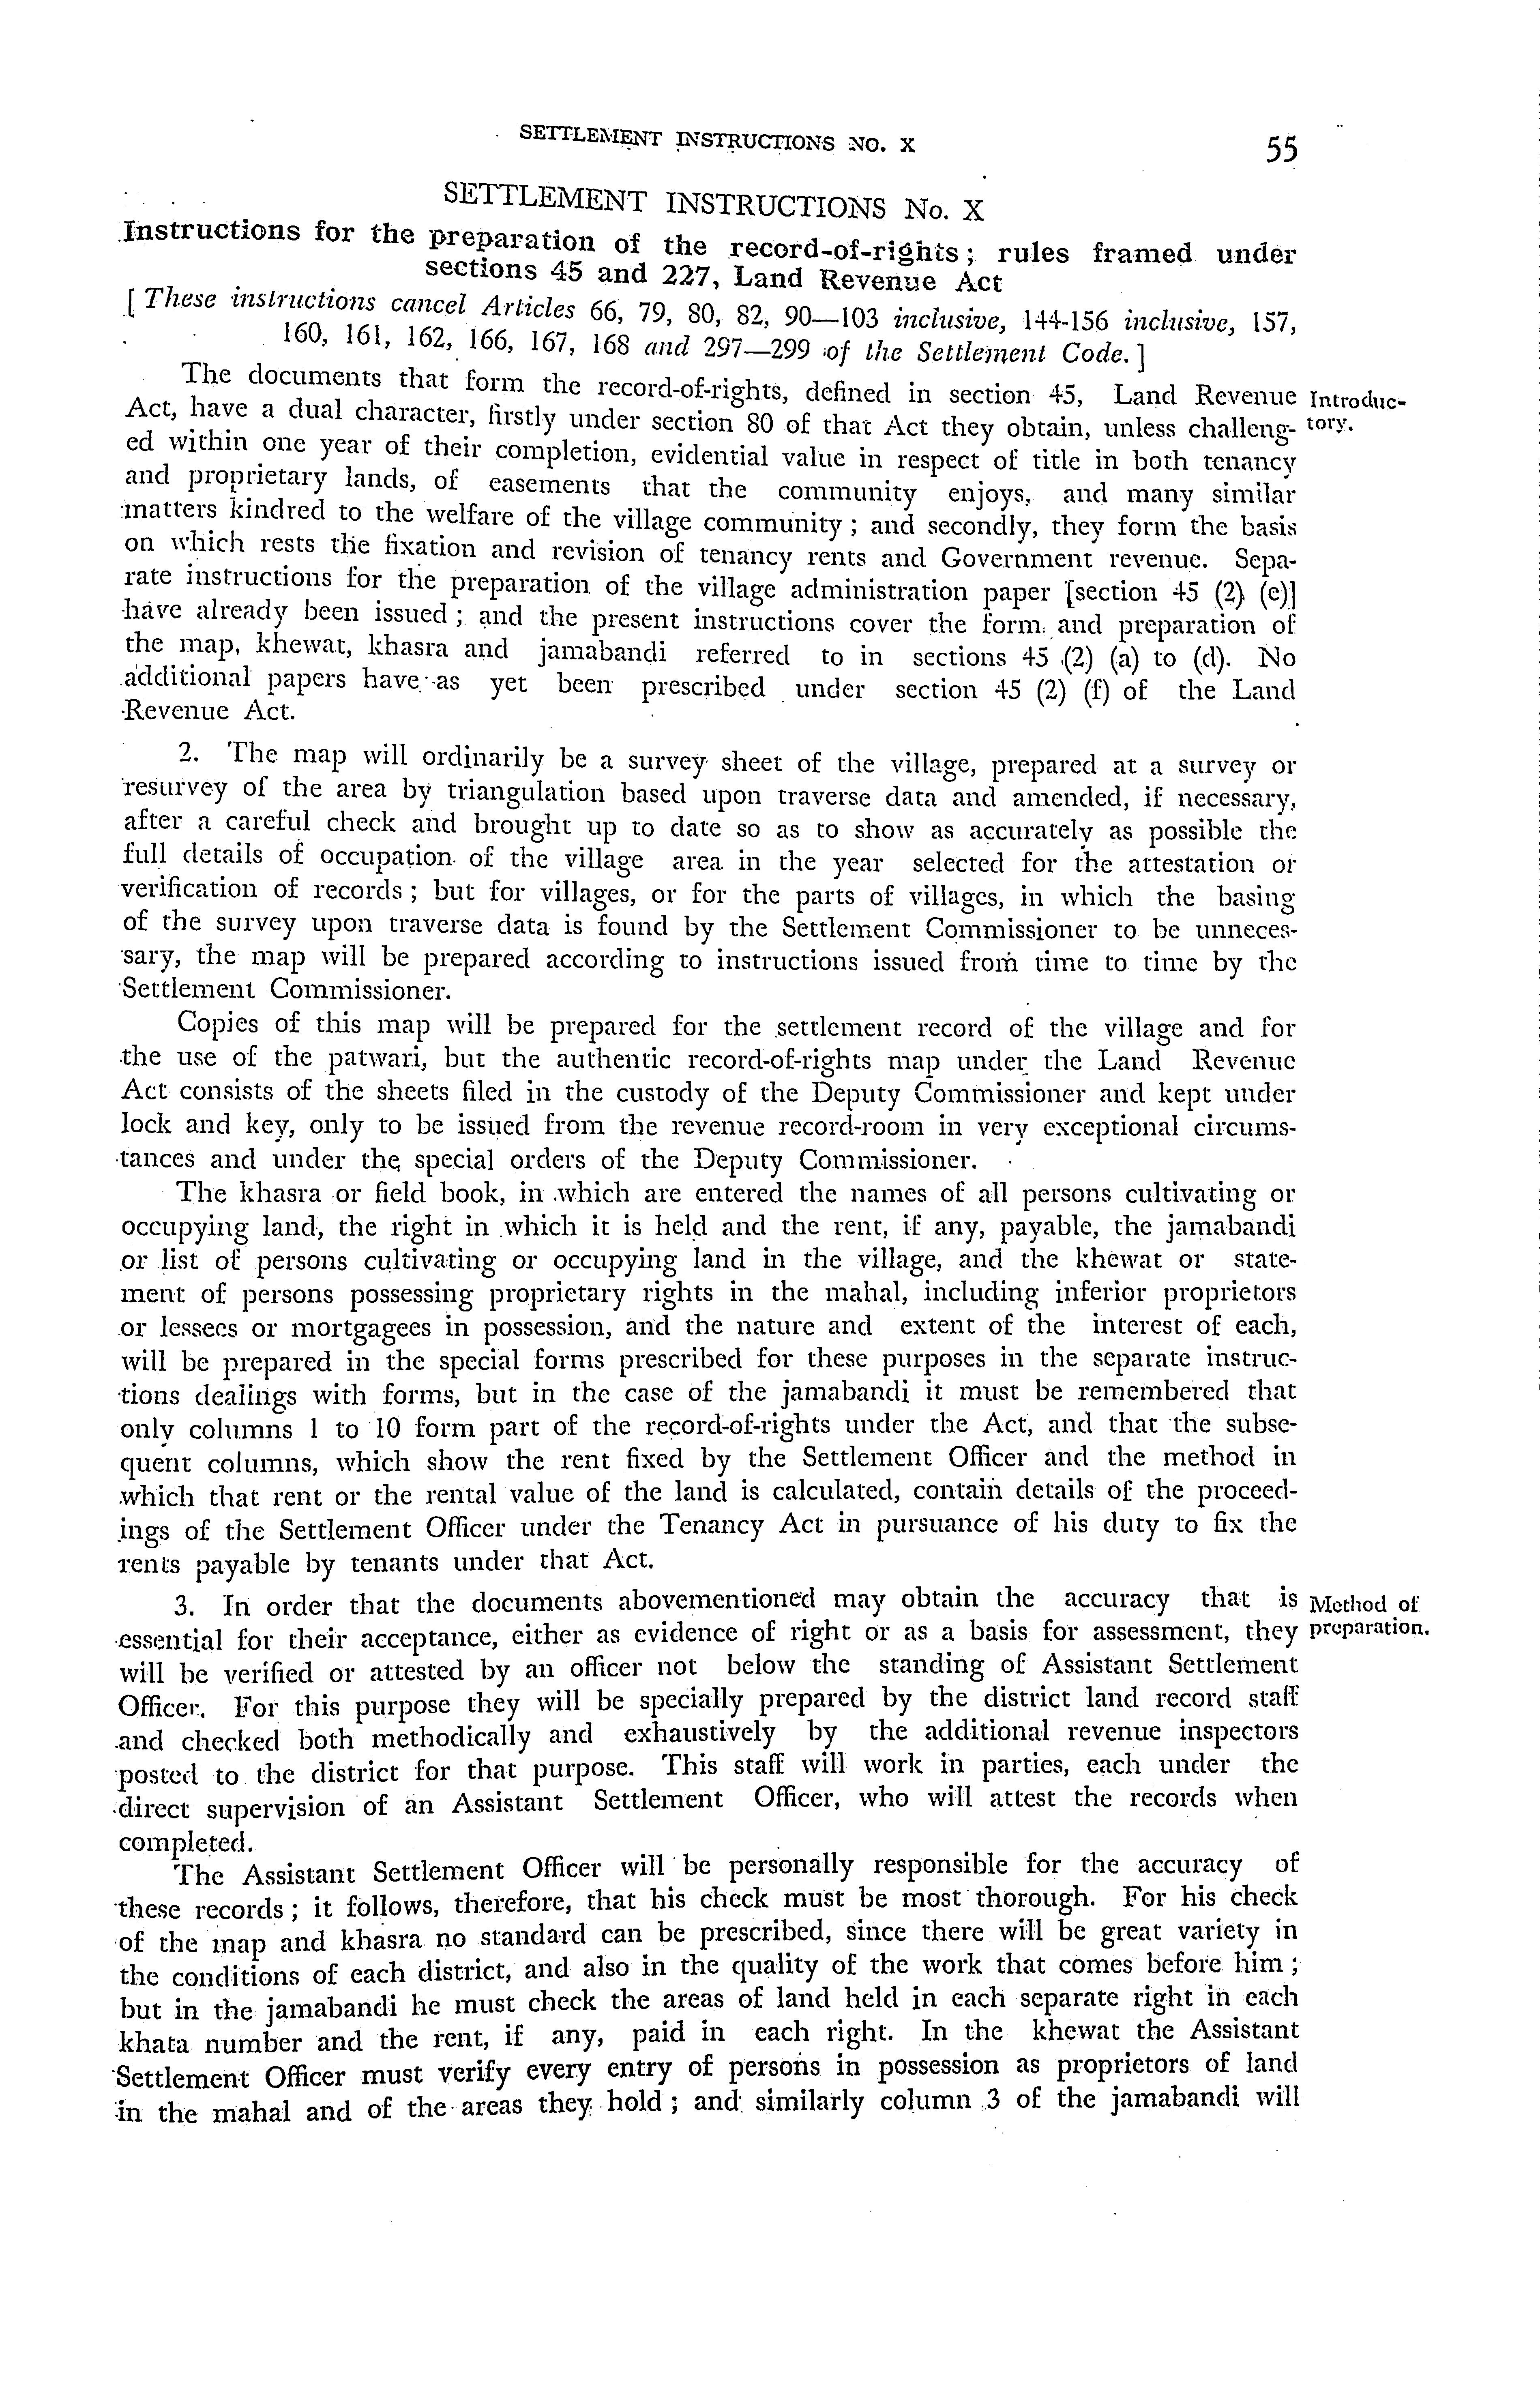 SETTLEMENT INSTRUCTIONS NO. X 55
SETTLEMENT INSTRUCTIONS No. X
Instructions for the preparation of the record-of-rights; rules framed under
sections 45 and 227, Land Revenue Act
[These instructions cancel Articles 66, 79, 80, 82, 90—103 inclusive, 144-156 inclusive, 157,
160, 161, 162, 166, 167, 168 and 297—299 of the Settlement Code.]
The documents that form the record-of-rights, defined in section 45, Land Revenue Introduc-
Act, have a dual character, firstly under section 80 of that Act they obtain, unless challeng- tory.
ed within one year of their completion, evidential value in respect of title in both tenancy
and proprietary lands, of easements that the community enjoys, and many similar
matters kindred to the welfare of the village community; and secondly, they form the basis
on which rests the fixation and revision of tenancy rents and Government revenue. Sepa-
rate instructions for the preparation of the village administration paper [section 45 (2) (e)]
have already been issued; and the present instructions cover the form and preparation of
the map, khewat, khasra and jamabandi referred to in sections 45 (2) (a) to (d). No
additional papers have as yet been prescribed under section 45 (2) (f) of the Land
Revenue Act.
2. The map will ordinarily be a survey sheet of the village, prepared at a survey or
resurvey of the area by triangulation based upon traverse data and amended, if necessary,
after a careful check and brought up to date so as to show as accurately as possible the
full details of occupation of the village area in the year selected for the attestation or
verification of records; but for villages, or for the parts of villages, in which the basing
of the survey upon traverse data is found by the Settlement Commissioner to be unneces-
sary, the map will be prepared according to instructions issued from time to time by the
Settlement Commissioner.
Copies of this map will be prepared for the settlement record of the village and for
the use of the patwari, but the authentic record-of-rights map under the Land Revenue
Act consists of the sheets filed in the custody of the Deputy Commissioner and kept under
lock and key, only to be issued from the revenue record-room in very exceptional circums-
tances and under the special orders of the Deputy Commissioner.
The khasra or field book, in which are entered the names of all persons cultivating or
occupying land, the right in which it is held and the rent, if any, payable, the jamabandi
or list of persons cultivating or occupying land in the village, and the khewat or state-
ment of persons possessing proprietary rights in the mahal, including inferior proprietors
or lessees or mortgagees in possession, and the nature and extent of the interest of each,
will be prepared in the special forms prescribed for these purposes in the separate instruc-
tions dealings with forms, but in the case of the jamabandi it must be remembered that
only columns 1 to 10 form part of the record-of-rights under the Act, and that the subse-
quent columns, which show the rent fixed by the Settlement Officer and the method in
which that rent or the rental value of the land is calculated, contain details of the proceed-
ings of the Settlement Officer under the Tenancy Act in pursuance of his duty to fix the
rents payable by tenants under that Act.
3. In order that the documents abovementioned may obtain the accuracy that is Method of
essential for their acceptance, either as evidence of right or as a basis for assessment, they preparation.
will be verified or attested by an officer not below the standing of Assistant Settlement
Officer. For this purpose they will be specially prepared by the district land record staff
and checked both methodically and exhaustively by the additional revenue inspectors
posted to the district for that purpose. This staff will work in parties, each under the
direct supervision of an Assistant Settlement Officer, who will attest the records when
completed.
The Assistant Settlement Officer will be personally responsible for the accuracy of
these records; it follows, therefore, that his check must be most thorough. For his check
of the map and khasra no standard can be prescribed, since there will be great variety in
the conditions of each district, and also in the quality of the work that comes before him;
but in the jamabandi he must check the areas of land held in each separate right in each
khata number and the rent, if any, paid in each right. In the khewat the Assistant
Settlement Officer must verify every entry of persons in possession as proprietors of land
in the mahal and of the areas they hold; and similarly column 3 of the jamabandi will